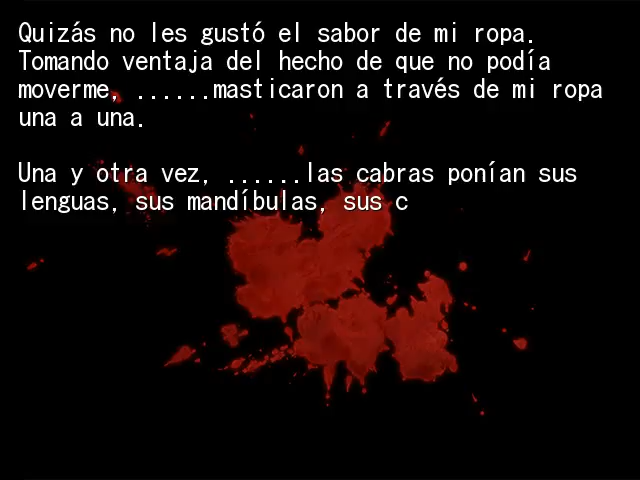 Quizás no les gustó el sabor de mi ropa.
Tomando ventaja del hecho de que no podía
moverme, ......masticaron a través de mi ropa
una a una.
Una y otra vez, ......las cabras ponían sus
lenguas, sus mandíbulas, sus c